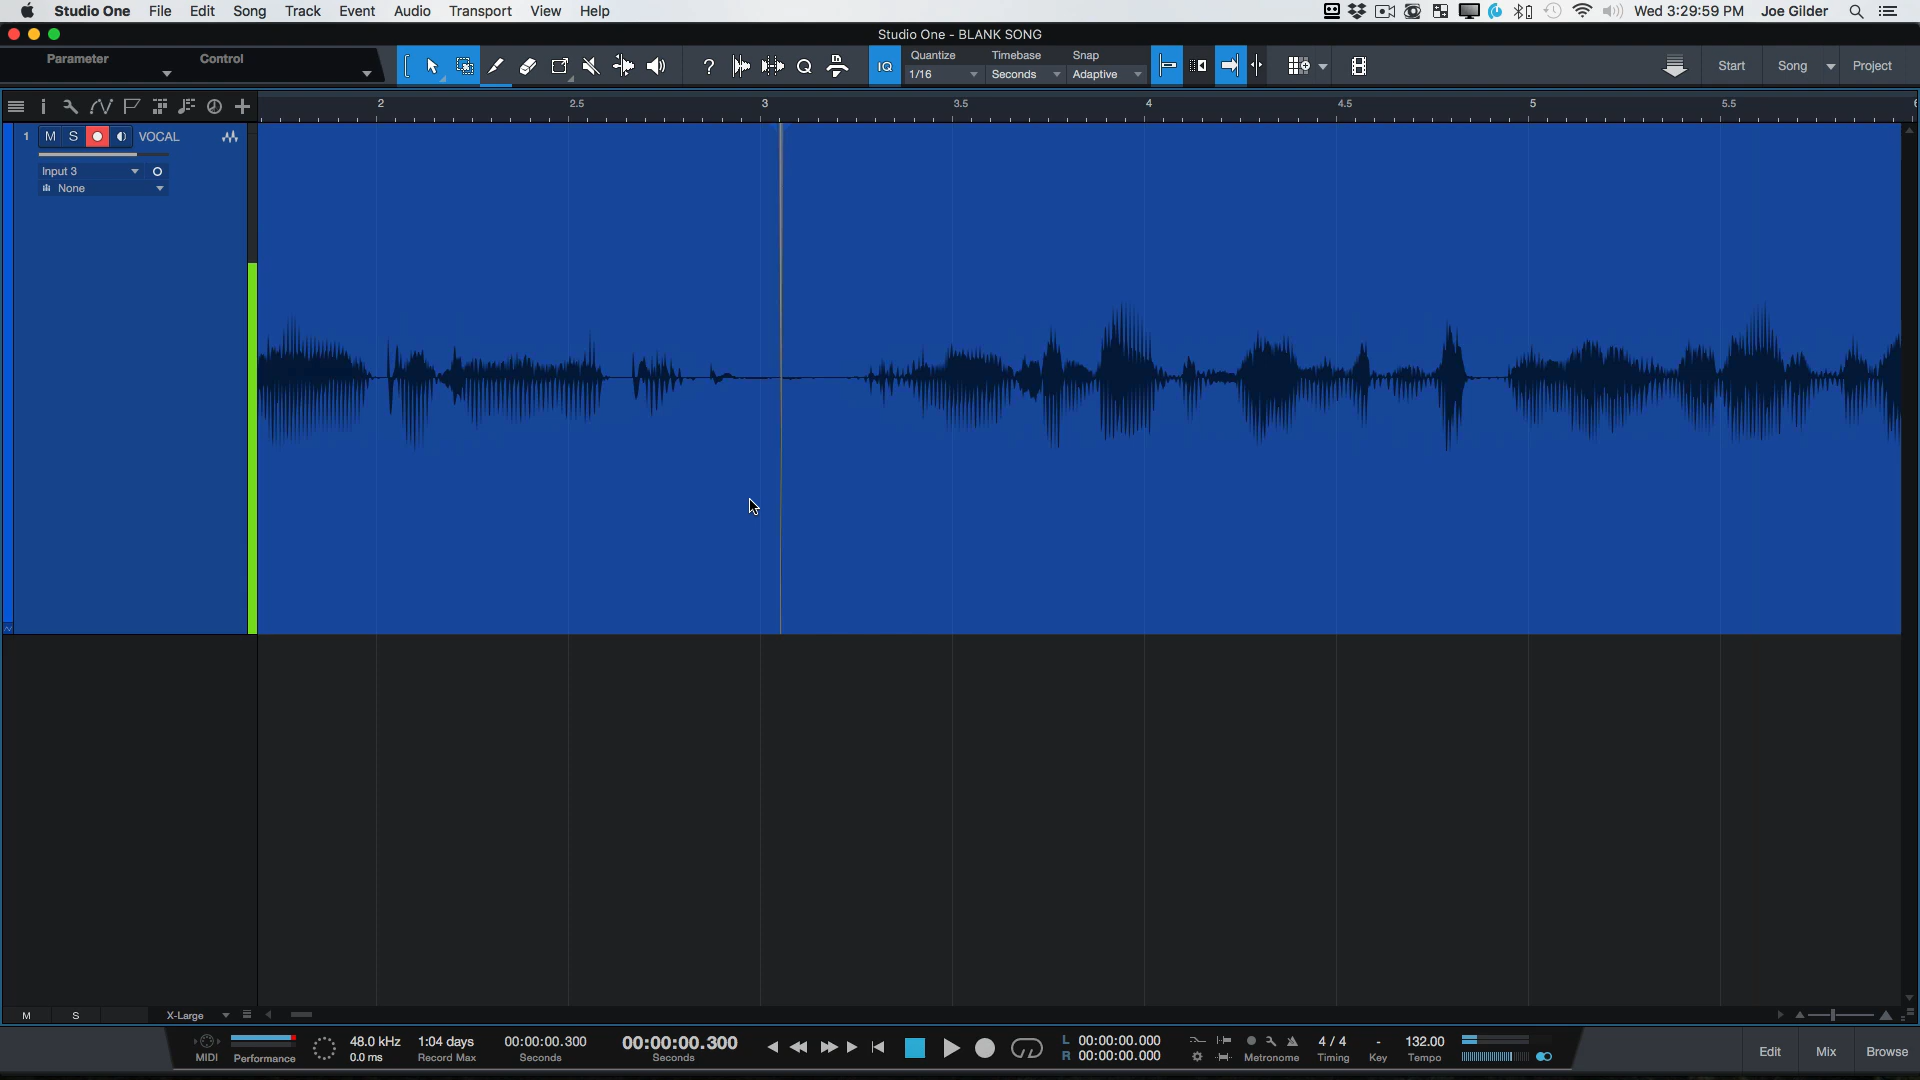 Studio One File Edit Song Track Event Audio Transport View Help Wed 3:29:59 PM Joe Gilder
Studio One - BLANK SONG
Parameter Control
Quantize Timebase Snap
IQ 1/16 Seconds Adaptive Start Song Project
2 2.5 3 3.5 4 4.5 5 5.5
1 M S VOCAL
Input 3
None
M S X-Large
MIDI Performance
48.0 kHz 1:04 days 00:00:00.300 00:00:00.300 L 00:00:00.000 4 / 4 - 132.00
0.0 ms Record Max Seconds Seconds R 00:00:00.000 Metronome Timing Key Tempo
Edit Mix Browse